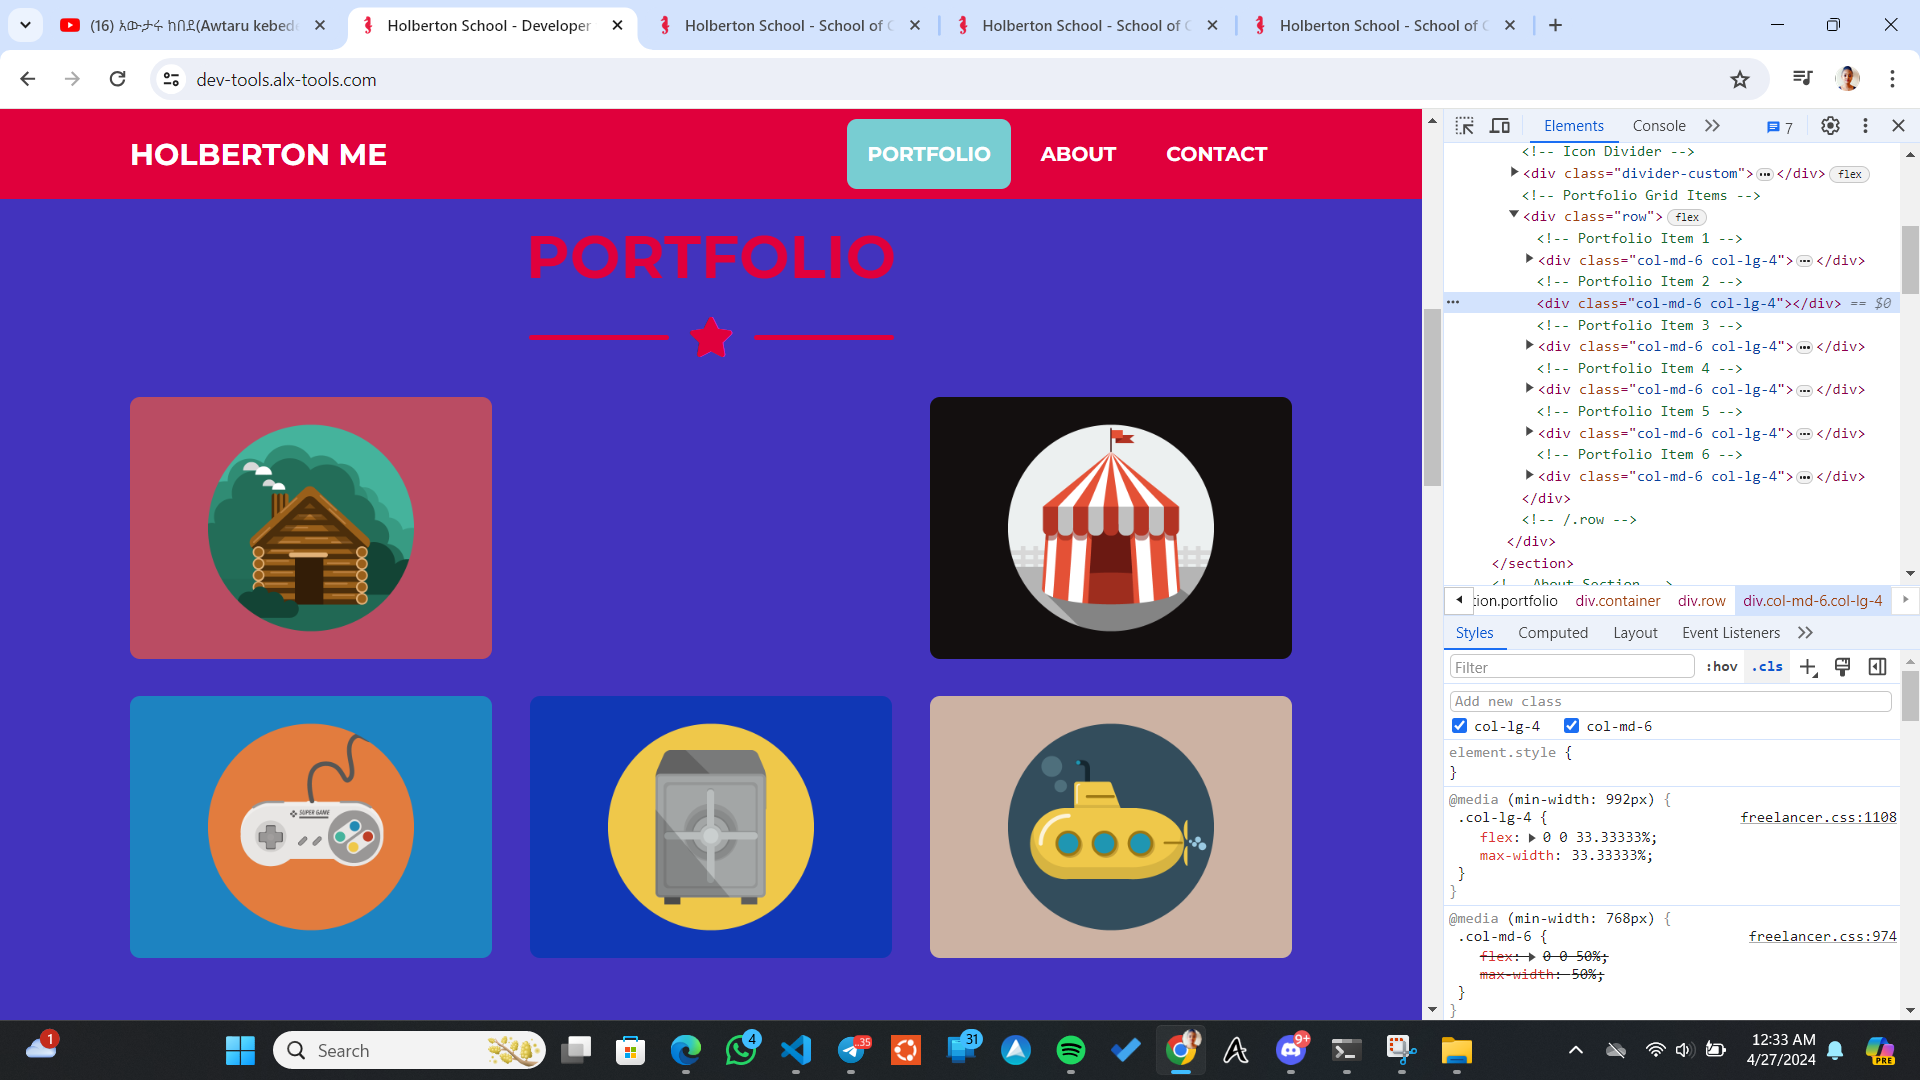 (16) አውታሩ ከበደ(Awtaru kebede
Holberton School - Developer
Holberton School - School of C
Holberton School - School of C
Holberton School - School of C
dev-tools.alx-tools.com
HOLBERTON ME
PORTFOLIO
ABOUT
CONTACT
PORTFOLIO
SUPER GAME
Elements
Console
7
<!-- Icon Divider -->
<div class="divider-custom">…</div> flex
<!-- Portfolio Grid Items -->
<div class="row"> flex
<!-- Portfolio Item 1 -->
<div class="col-md-6 col-lg-4">…</div>
<!-- Portfolio Item 2 -->
<div class="col-md-6 col-lg-4"></div> == $0
<!-- Portfolio Item 3 -->
<div class="col-md-6 col-lg-4">…</div>
<!-- Portfolio Item 4 -->
<div class="col-md-6 col-lg-4">…</div>
<!-- Portfolio Item 5 -->
<div class="col-md-6 col-lg-4">…</div>
<!-- Portfolio Item 6 -->
<div class="col-md-6 col-lg-4">…</div>
</div>
<!-- /.row -->
</div>
</section>
<!-- About Section -->
tion.portfolio div.container div.row div.col-md-6.col-lg-4
Styles Computed Layout Event Listeners
Filter :hov .cls
Add new class
col-lg-4 col-md-6
element.style {
}
@media (min-width: 992px) {
.col-lg-4 { freelancer.css:1108
flex: 0 0 33.33333%;
max-width: 33.33333%;
}
}
@media (min-width: 768px) {
.col-md-6 { freelancer.css:974
flex: 0 0 50%;
max-width: 50%;
}
}
1
Search
4
..35
31
9+
PRE
12:33 AM
4/27/2024